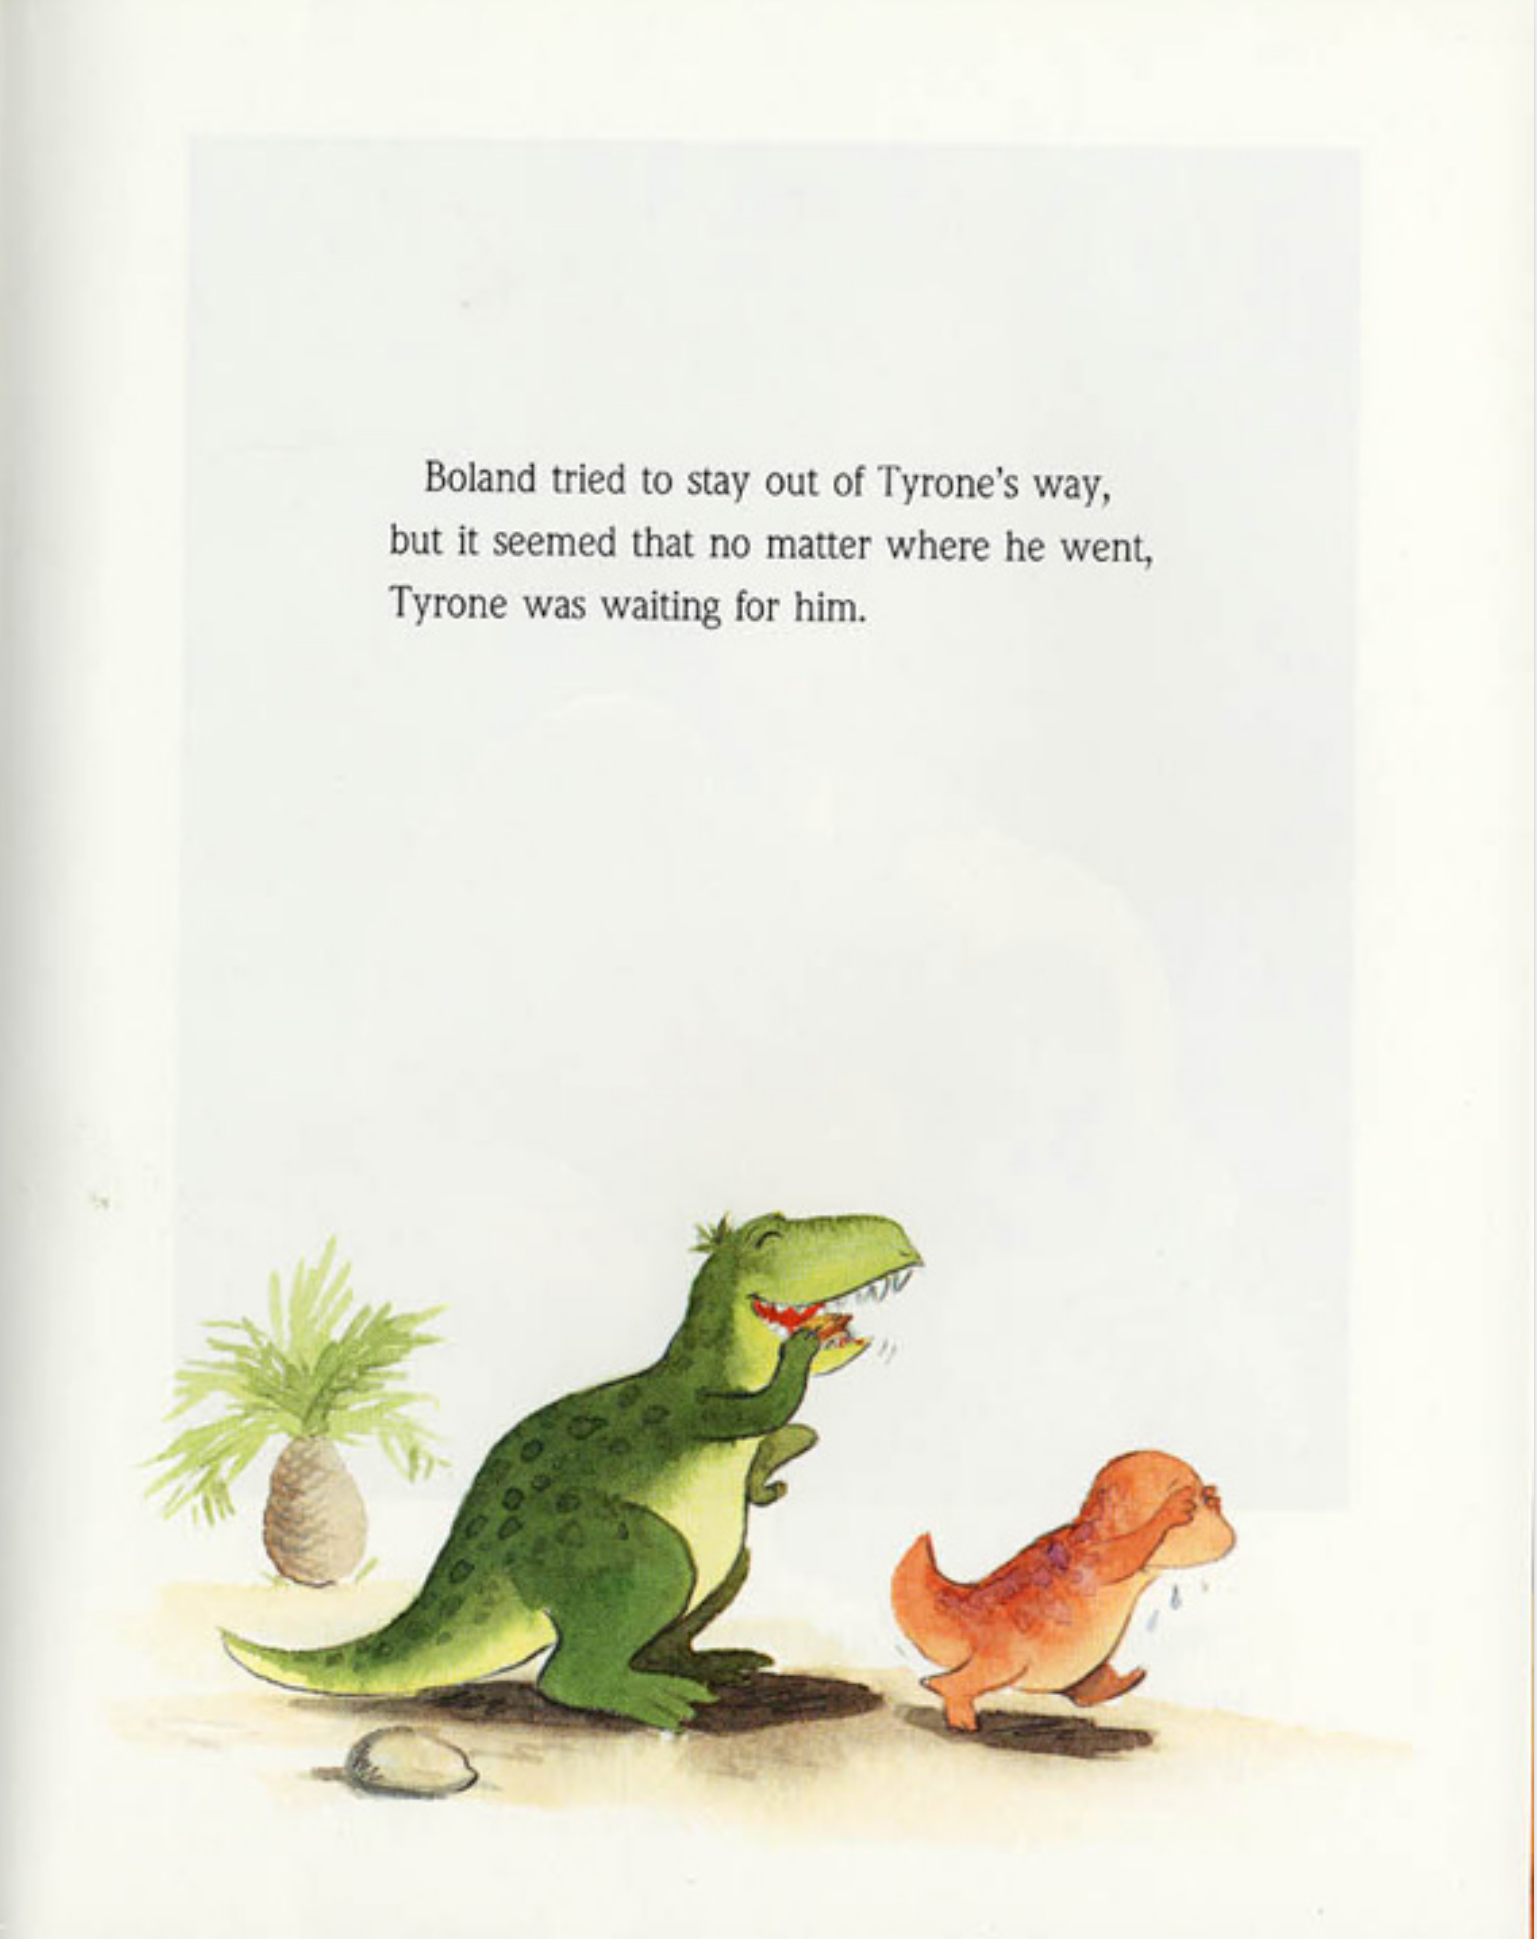 Boland tried to stay out of Tyrone's way,
but it seemed that no matter where he went,
Tyrone was waiting for him.